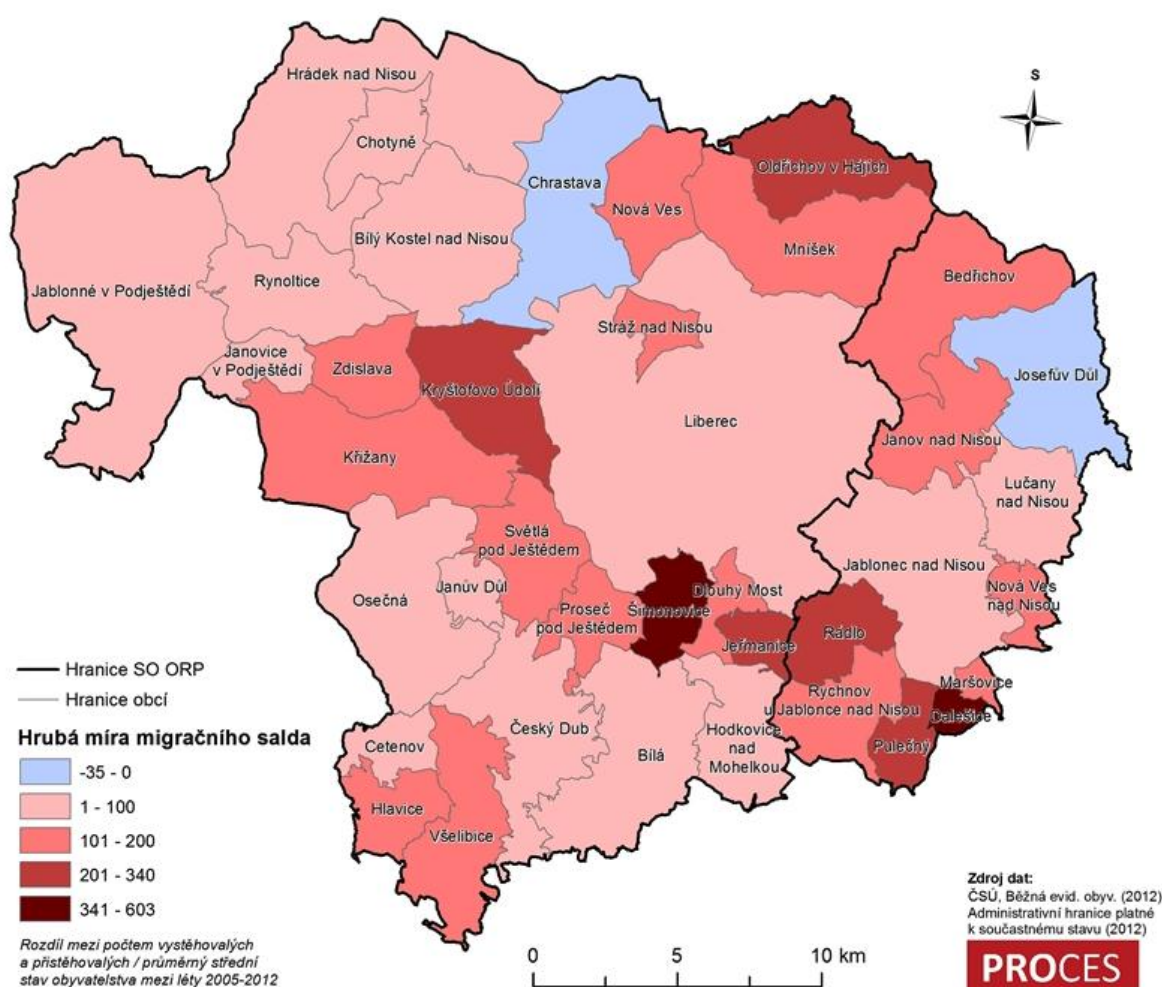 Hrádek nad Nisou
S
Chotyně
Oldřichov v Hájích
Chrastava
Nová Ves
Bílý Kostel nad Nisou
Mníšek
Bedřichov
Rynoltice
Jablonné v Podještědí
Stráž nad Nisou
Janovice
v Podještědí
Zdislava
Josefův Důl
Kryštofovo Údolí
Liberec
Janov nad Nisou
Křižany
Lučany
nad Nisou
Světlá
pod Ještědem
Jablonec nad Nisou
Janův Důl
Dlouhý Most
Nová Ves
nad Nisou
Osečná
Proseč
pod Ještědem
Šimonovice
Rádlo
Jeřmanice
Maršovice
Rychnov
u Jablonce nad Nisou
Dalešice
Český Dub
Hodkovice
nad
Mohelkou
Pulečný
Cetenov
Bílá
Hlavice
Všelibice
Hranice SO ORP
Hranice obcí
Hrubá míra migračního salda
-35 - 0
1 - 100
101 - 200
201 - 340
341 - 603
Rozdíl mezi počtem vystěhovalých
a přistěhovalých / průměrný střední
stav obyvatelstva mezi léty 2005-2012
0 5 10 km
Zdroj dat:
ČSÚ, Běžná evid. obyv. (2012)
Administrativní hranice platné
k součastnému stavu (2012)
PROCES